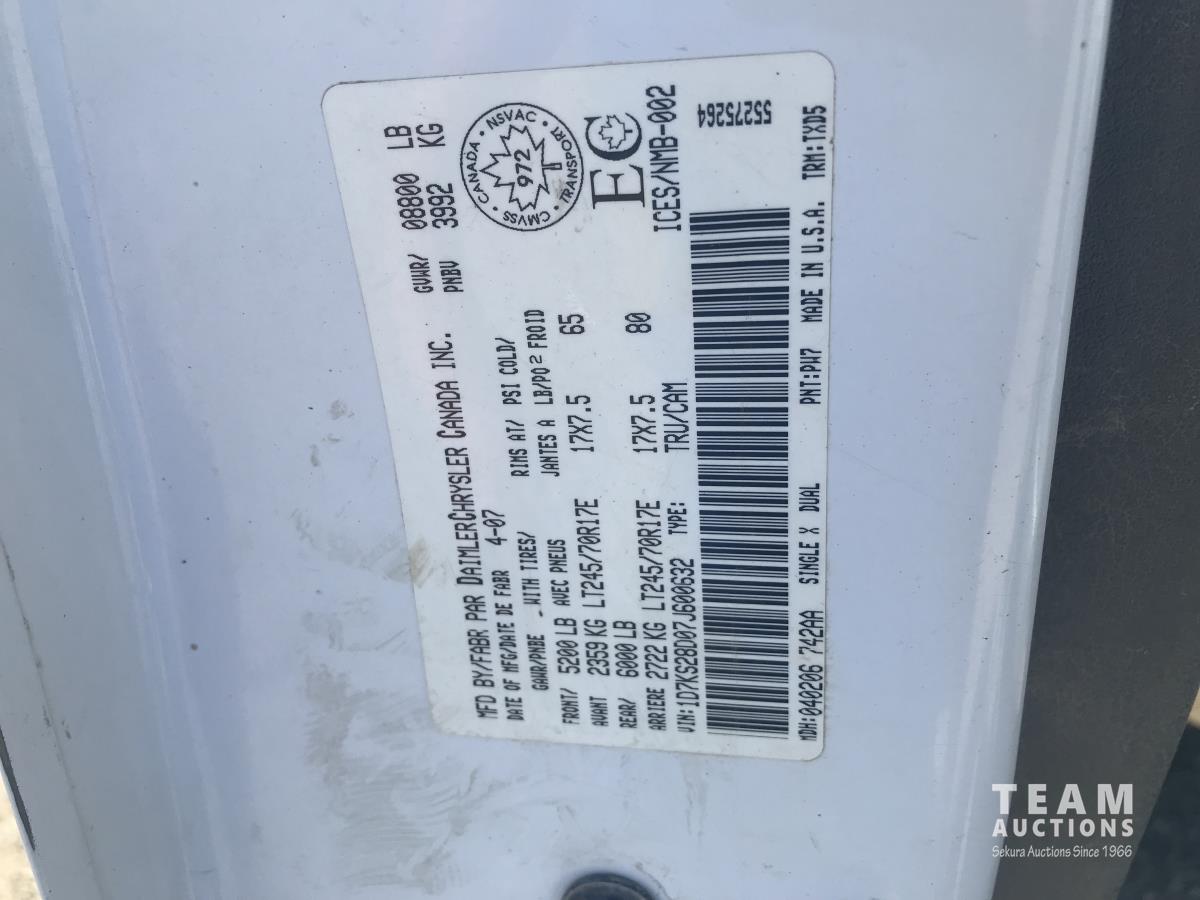 MFD BY/FABR PAR DAIMLERCHRYSLER CANADA INC.
GVWR/ 08800 LB
PNBV 3992 KG
DATE OF MFG/DATE DE FABR 4-07
GAWR/PNBE WITH TIRES/ RIMS AT/ PSI COLD/
AVEC PNEUS JANTES A LB/PO2 FROID
FRONT/ 5200 LB
AVANT 2359 KG LT245/70R17E 17X7.5 65
REAR/ 6000 LB
ARRIERE 2722 KG LT245/70R17E 17X7.5 80
VIN: 1D7KS28D07J600632 TYPE: TRU/CAM
CMVSS • CANADA • NSVAC
972
TRANSPORT
EC
ICES/NMB-002
55275264
MDH: 040206 742AA SINGLE X DUAL PNT: PW7 MADE IN U.S.A. TRM: TXD5
TEAM
AUCTIONS
Sekura Auctions Since 1966